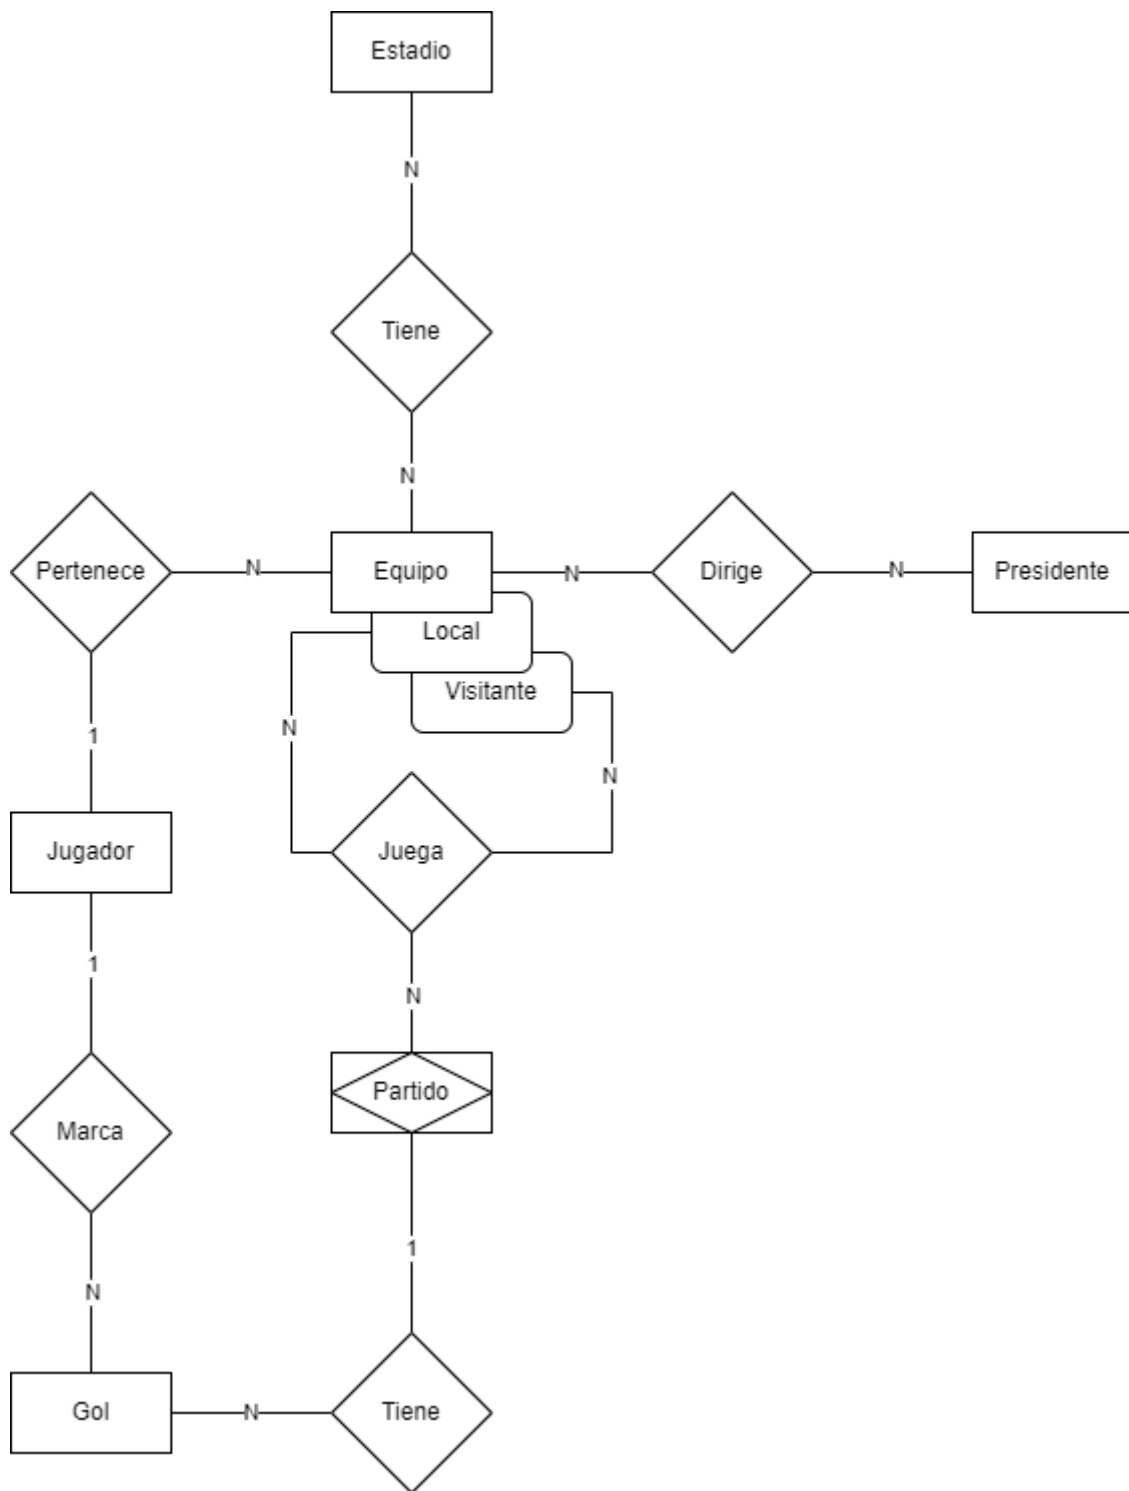 Estadio
N
Tiene
N
Pertenece
N
Equipo
N
Dirige
N
Presidente
Local
Visitante
N
1
N
Jugador
Juega
1
N
Partido
Marca
1
N
Gol
N
Tiene